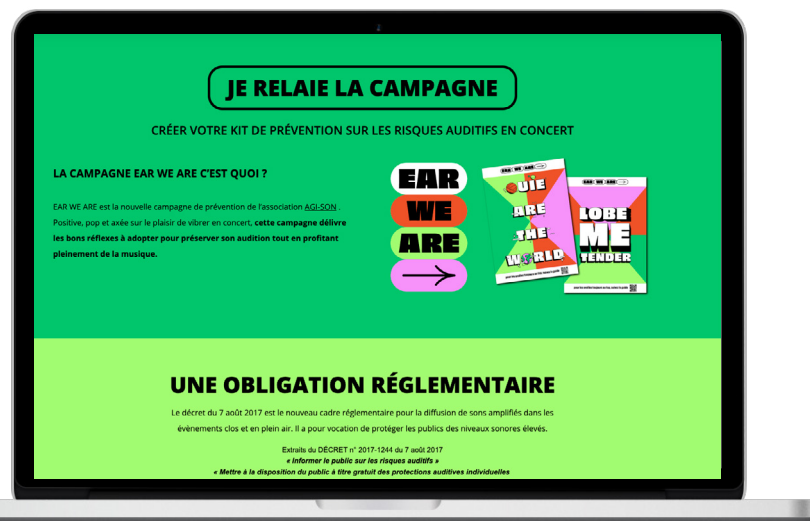 JE RELAIE LA CAMPAGNE
CRÉER VOTRE KIT DE PRÉVENTION SUR LES RISQUES AUDITIFS EN CONCERT
LA CAMPAGNE EAR WE ARE C'EST QUOI ?
EAR WE ARE est la nouvelle campagne de prévention de l'association AGI-SON .
Positive, pop et axée sur le plaisir de vibrer en concert, cette campagne délivre
les bons réflexes à adopter pour préserver son audition tout en profitant
pleinement de la musique.
EAR
WE
ARE
EAR WE ARE
OUÏE
ARE
THE
WORLD
EAR WE ARE
LOBE
ME
TENDER
UNE OBLIGATION RÉGLEMENTAIRE
Le décret du 7 août 2017 est le nouveau cadre réglementaire pour la diffusion de sons amplifiés dans les
évènements clos et en plein air. Il a pour vocation de protéger les publics des niveaux sonores élevés.
Extraits du DÉCRET n° 2017-1244 du 7 août 2017
« Informer le public sur les risques auditifs »
« Mettre à la disposition du public à titre gratuit des protections auditives individuelles